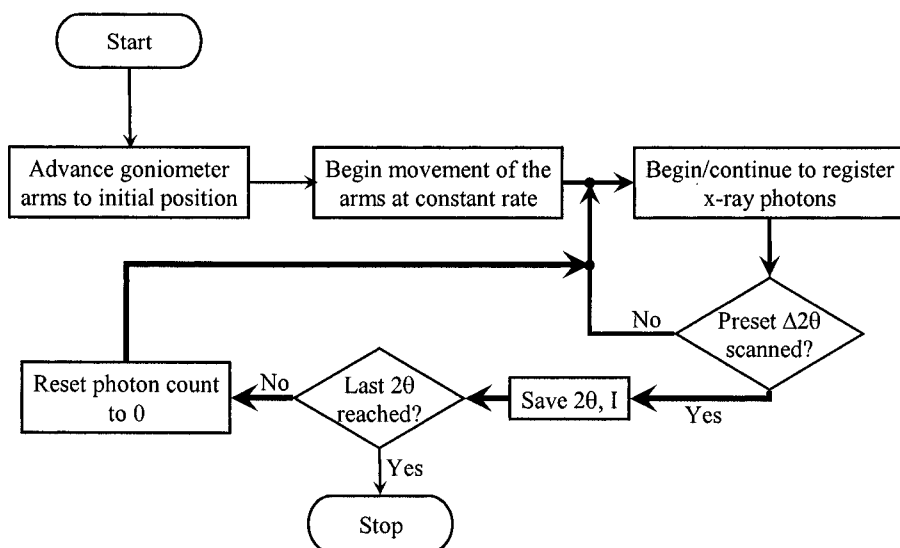 Start
Advance goniometer
arms to initial position
Begin movement of the
arms at constant rate
Begin/continue to register
x-ray photons
Preset Δ2θ
scanned?
No
Yes
Save 2θ, I
Last 2θ
reached?
No
Reset photon count
to 0
Yes
Stop